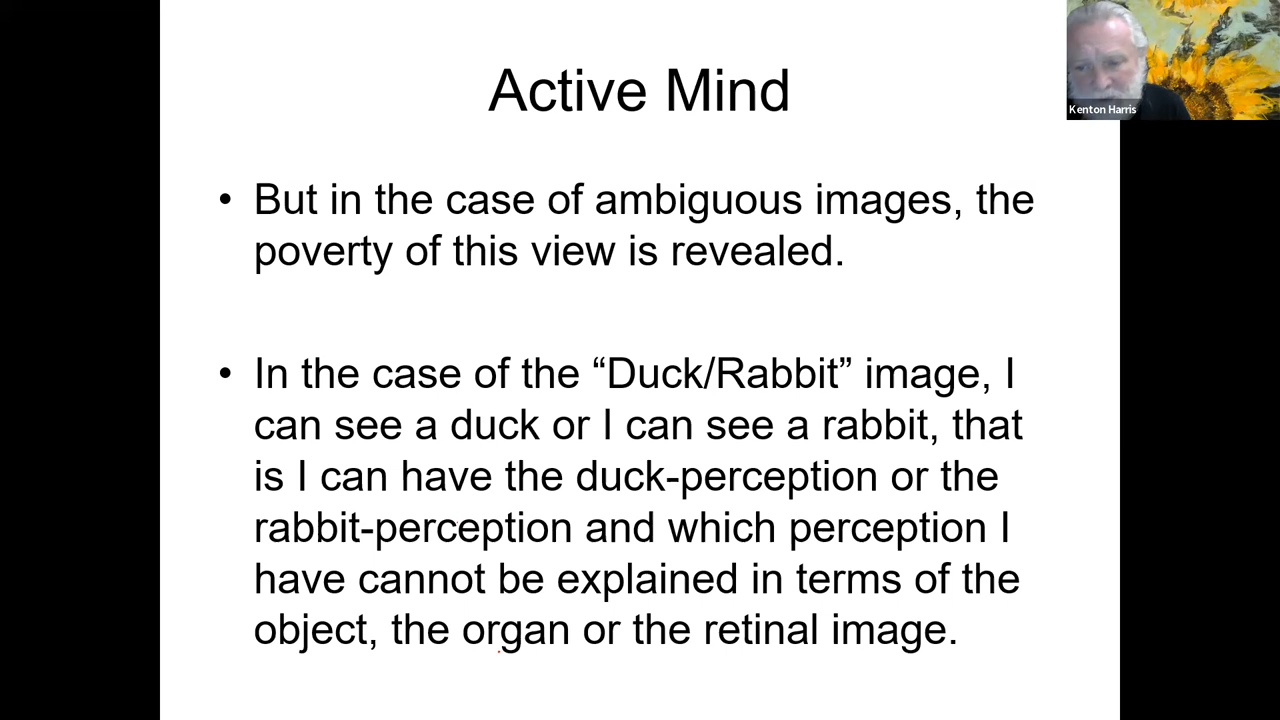 Active Mind
Kenton Harris
• But in the case of ambiguous images, the
poverty of this view is revealed.
• In the case of the “Duck/Rabbit” image, I
can see a duck or I can see a rabbit, that
is I can have the duck-perception or the
rabbit-perception and which perception I
have cannot be explained in terms of the
object, the organ or the retinal image.